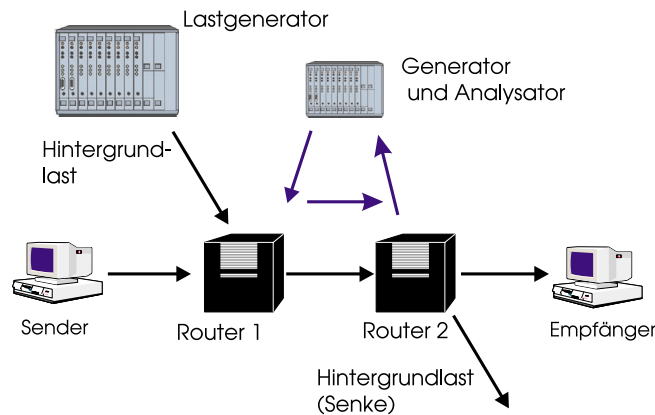 Lastgenerator
Generator
und Analysator
Hintergrund-
last
Sender
Router 1
Router 2
Empfänger
Hintergrundlast
(Senke)